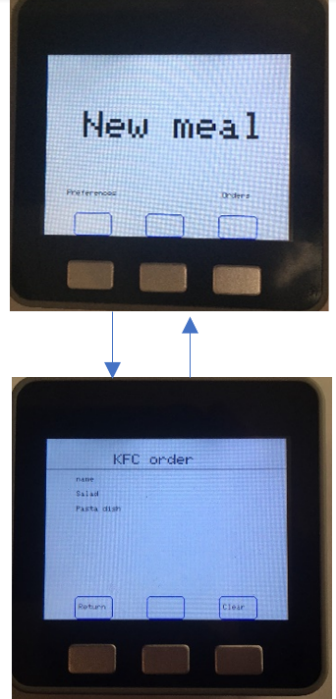 New meal
Preferences
Orders
KFC order
name
Salad
Pasta dish
Return
Clear